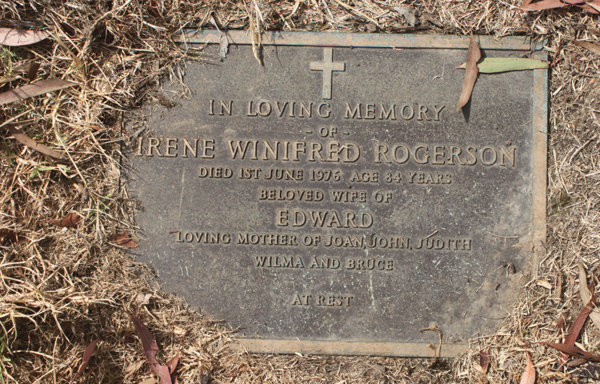 IN LOVING MEMORY
- OF -
IRENE WINIFRED ROGERSON
DIED 1ST JUNE 1976 AGE 84 YEARS
BELOVED WIFE OF
EDWARD
LOVING MOTHER OF JOAN, JOHN, JUDITH
WILMA AND BRUCE
AT REST